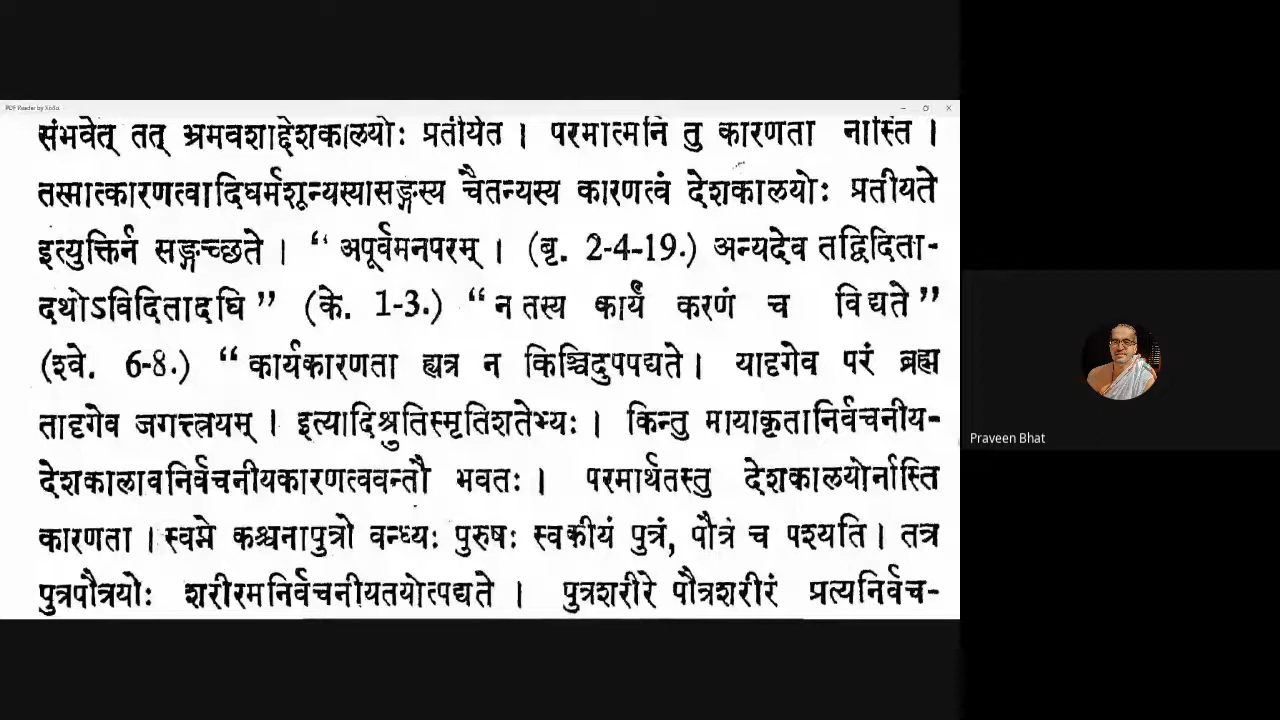 PDF Reader by Xodo
संभवेत् तत् भ्रमवशाद्देशकालयोः प्रतीयेत । परमात्मनि तु कारणता नास्ति ।
तस्मात्कारणत्वादिधर्मशून्यस्यासङ्गस्य चैतन्यस्य कारणत्वं देशकालयोः प्रतीयते
इत्युक्तिर्न सङ्गच्छते । “ अपूर्वमनपरम् । (बृ. 2-4-19.) अन्यदेव तद्विदिता-
दथोऽविदितादधि ” (के. 1-3.) “ न तस्य कार्यं करणं च विद्यते ”
(श्वे. 6-8.) “ कार्यकारणता ह्यत्र न किञ्चिदुपपद्यते । यादृगेव परं ब्रह्म
तादृगेव जगत्त्रयम् । इत्यादिश्रुतिस्मृतिशतेभ्यः । किन्तु मायाकृतानिर्वचनीय-
देशकालावनिर्वचनीयकारणत्ववन्तौ भवतः । परमार्थतस्तु देशकालयोर्नास्ति
कारणता । स्वप्ने कश्चनापुत्रो वन्ध्यः पुरुषः स्वकीयं पुत्रं, पौत्रं च पश्यति । तत्र
पुत्रपौत्रयोः शरीरमनिर्वचनीयतयोत्पद्यते । पुत्रशरीरे पौत्रशरीरं प्रत्यनिर्वच-
Praveen Bhat